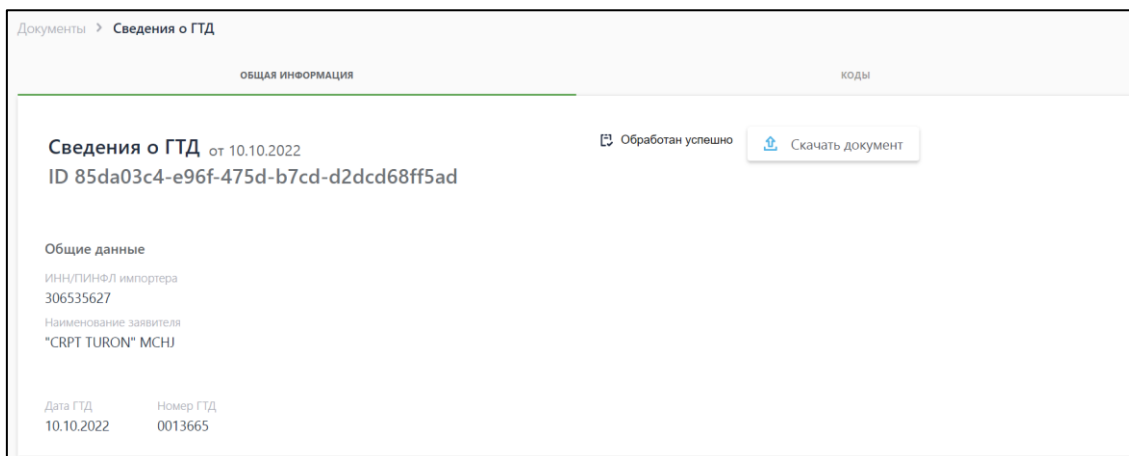 Документы > Сведения о ГТД
ОБЩАЯ ИНФОРМАЦИЯ
КОДЫ
Сведения о ГТД от 10.10.2022
Обработан успешно
Скачать документ
ID 85da03c4-e96f-475d-b7cd-d2dcd68ff5ad
Общие данные
ИНН/ПИНФЛ импортера
306535627
Наименование заявителя
"CRPT TURON" MCHJ
Дата ГТД Номер ГТД
10.10.2022 0013665